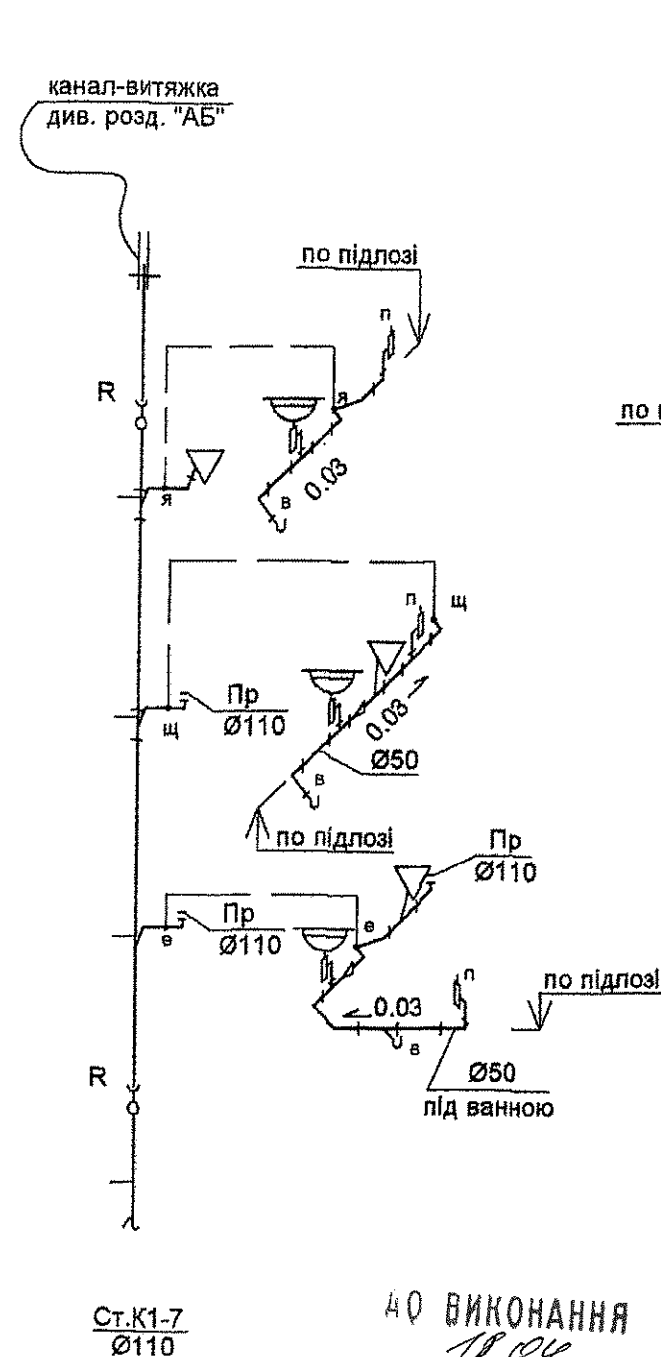 канал-витяжка
див. розд. "АБ"
по підлозі
п
R
я
по
я
в
0.03
п
щ
Пр
Ø110
щ
0.03
Ø50
в
по підлозі
Пр
Ø110
Пр
Ø110
е
е
п
по підлозі
0.03
в
R
Ø50
під ванною
Ст.К1-7
Ø110
ДО ВИКОНАННЯ